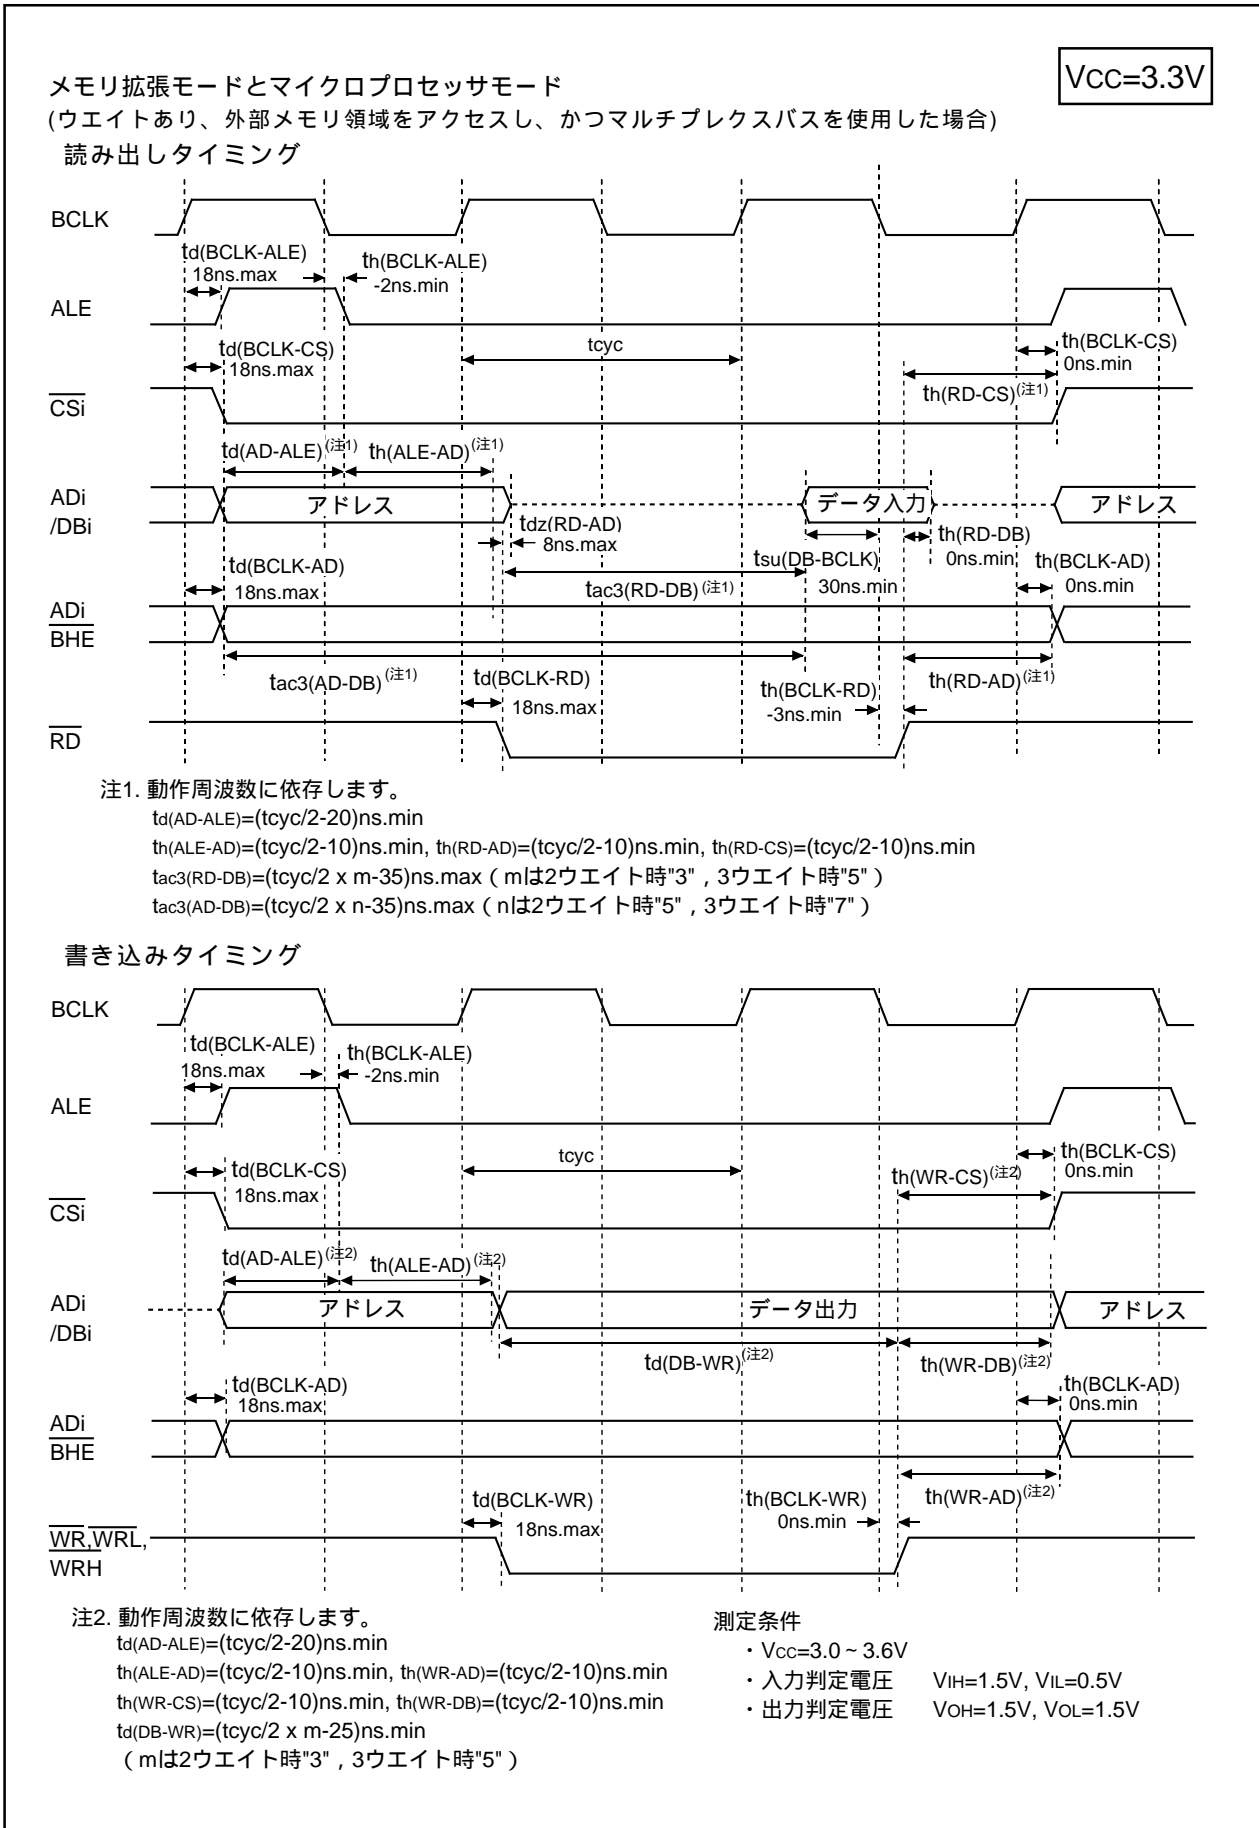 VCC=3.3V
メモリ拡張モードとマイクロプロセッサモード
(ウエイトあり、外部メモリ領域をアクセスし、かつマルチプレクスバスを使用した場合)
読み出しタイミング
BCLK
td(BCLK-ALE)
18ns.max
th(BCLK-ALE)
-2ns.min
ALE
td(BCLK-CS)
18ns.max
tcyc
th(BCLK-CS)
0ns.min
th(RD-CS)(注1)
CSi
td(AD-ALE)(注1)
th(ALE-AD)(注1)
ADi
/DBi
アドレス
データ入力
アドレス
tdz(RD-AD)
8ns.max
th(RD-DB)
0ns.min
tsu(DB-BCLK)
30ns.min
th(BCLK-AD)
0ns.min
td(BCLK-AD)
18ns.max
tac3(RD-DB)(注1)
ADi
BHE
tac3(AD-DB)(注1)
td(BCLK-RD)
18ns.max
th(BCLK-RD)
-3ns.min
th(RD-AD)(注1)
RD
注1. 動作周波数に依存します。
td(AD-ALE)=(tcyc/2-20)ns.min
th(ALE-AD)=(tcyc/2-10)ns.min, th(RD-AD)=(tcyc/2-10)ns.min, th(RD-CS)=(tcyc/2-10)ns.min
tac3(RD-DB)=(tcyc/2 x m-35)ns.max（mは2ウエイト時"3"，3ウエイト時"5"）
tac3(AD-DB)=(tcyc/2 x n-35)ns.max（nは2ウエイト時"5"，3ウエイト時"7"）
書き込みタイミング
BCLK
td(BCLK-ALE)
18ns.max
th(BCLK-ALE)
-2ns.min
ALE
td(BCLK-CS)
18ns.max
tcyc
th(BCLK-CS)
0ns.min
th(WR-CS)(注2)
CSi
td(AD-ALE)(注2)
th(ALE-AD)(注2)
ADi
/DBi
アドレス
データ出力
アドレス
td(DB-WR)(注2)
th(WR-DB)(注2)
td(BCLK-AD)
18ns.max
th(BCLK-AD)
0ns.min
ADi
BHE
td(BCLK-WR)
18ns.max
th(BCLK-WR)
0ns.min
th(WR-AD)(注2)
WR,WRL,
WRH
注2. 動作周波数に依存します。
td(AD-ALE)=(tcyc/2-20)ns.min
th(ALE-AD)=(tcyc/2-10)ns.min, th(WR-AD)=(tcyc/2-10)ns.min
th(WR-CS)=(tcyc/2-10)ns.min, th(WR-DB)=(tcyc/2-10)ns.min
td(DB-WR)=(tcyc/2 x m-25)ns.min
（mは2ウエイト時"3"，3ウエイト時"5"）
測定条件
・VCC=3.0～3.6V
・入力判定電圧 VIH=1.5V, VIL=0.5V
・出力判定電圧 VOH=1.5V, VOL=1.5V